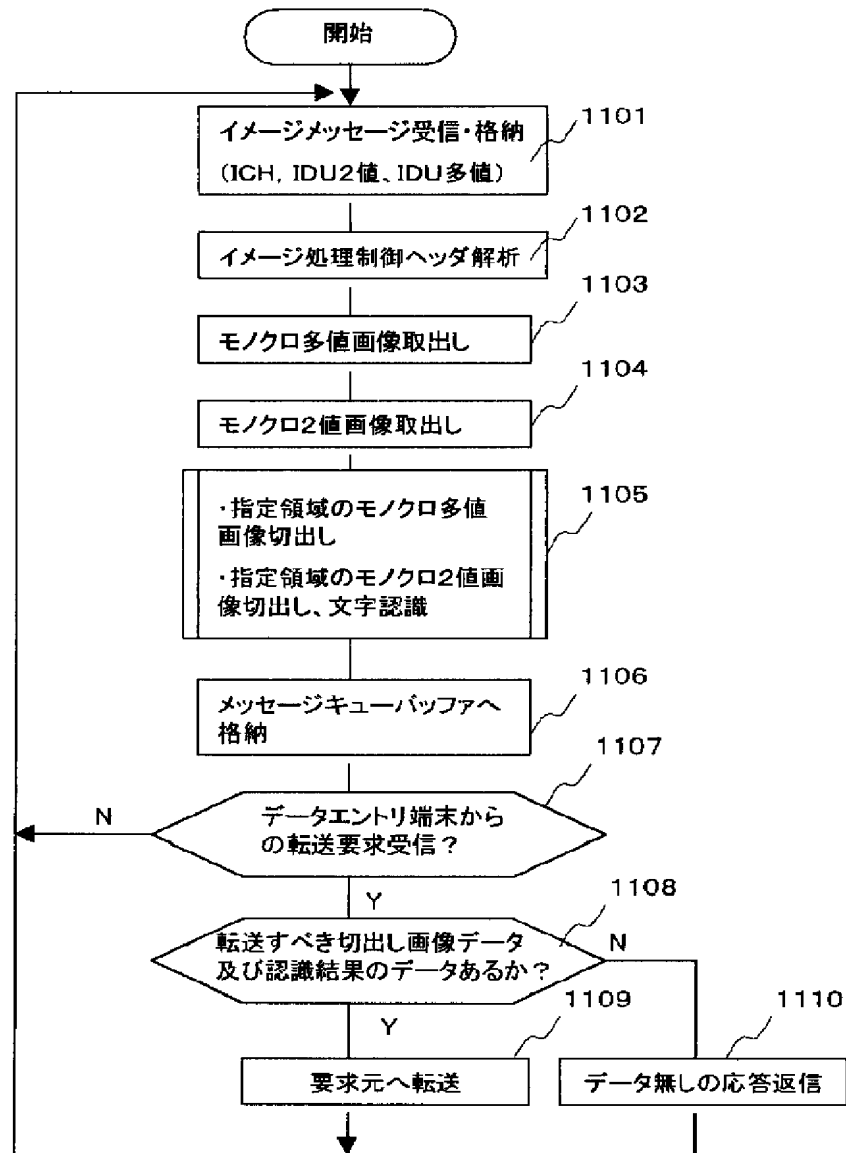 開始
イメージメッセージ受信・格納
(ICH, IDU2値、IDU多値)
1101
イメージ処理制御ヘッダ解析
1102
モノクロ多値画像取出し
1103
モノクロ2値画像取出し
1104
・指定領域のモノクロ多値
画像切出し
・指定領域のモノクロ2値画
像切出し、文字認識
1105
メッセージキューバッファへ
格納
1106
データエントリ端末から
の転送要求受信?
1107
N
Y
転送すべき切出し画像データ
及び認識結果のデータあるか?
1108
N
Y
要求元へ転送
1109
データ無しの応答返信
1110